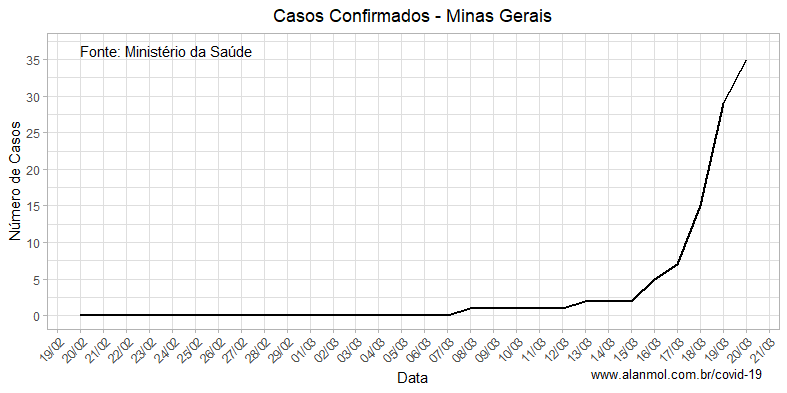 Casos Confirmados - Minas Gerais
Fonte: Ministério da Saúde
Número de Casos
35
30
25
20
15
10
5
0
19/02 20/02 21/02 22/02 23/02 24/02 25/02 26/02 27/02 28/02 29/02 01/03 02/03 03/03 04/03 05/03 06/03 07/03 08/03 09/03 10/03 11/03 12/03 13/03 14/03 15/03 16/03 17/03 18/03 19/03 20/03 21/03
Data
www.alanmol.com.br/covid-19